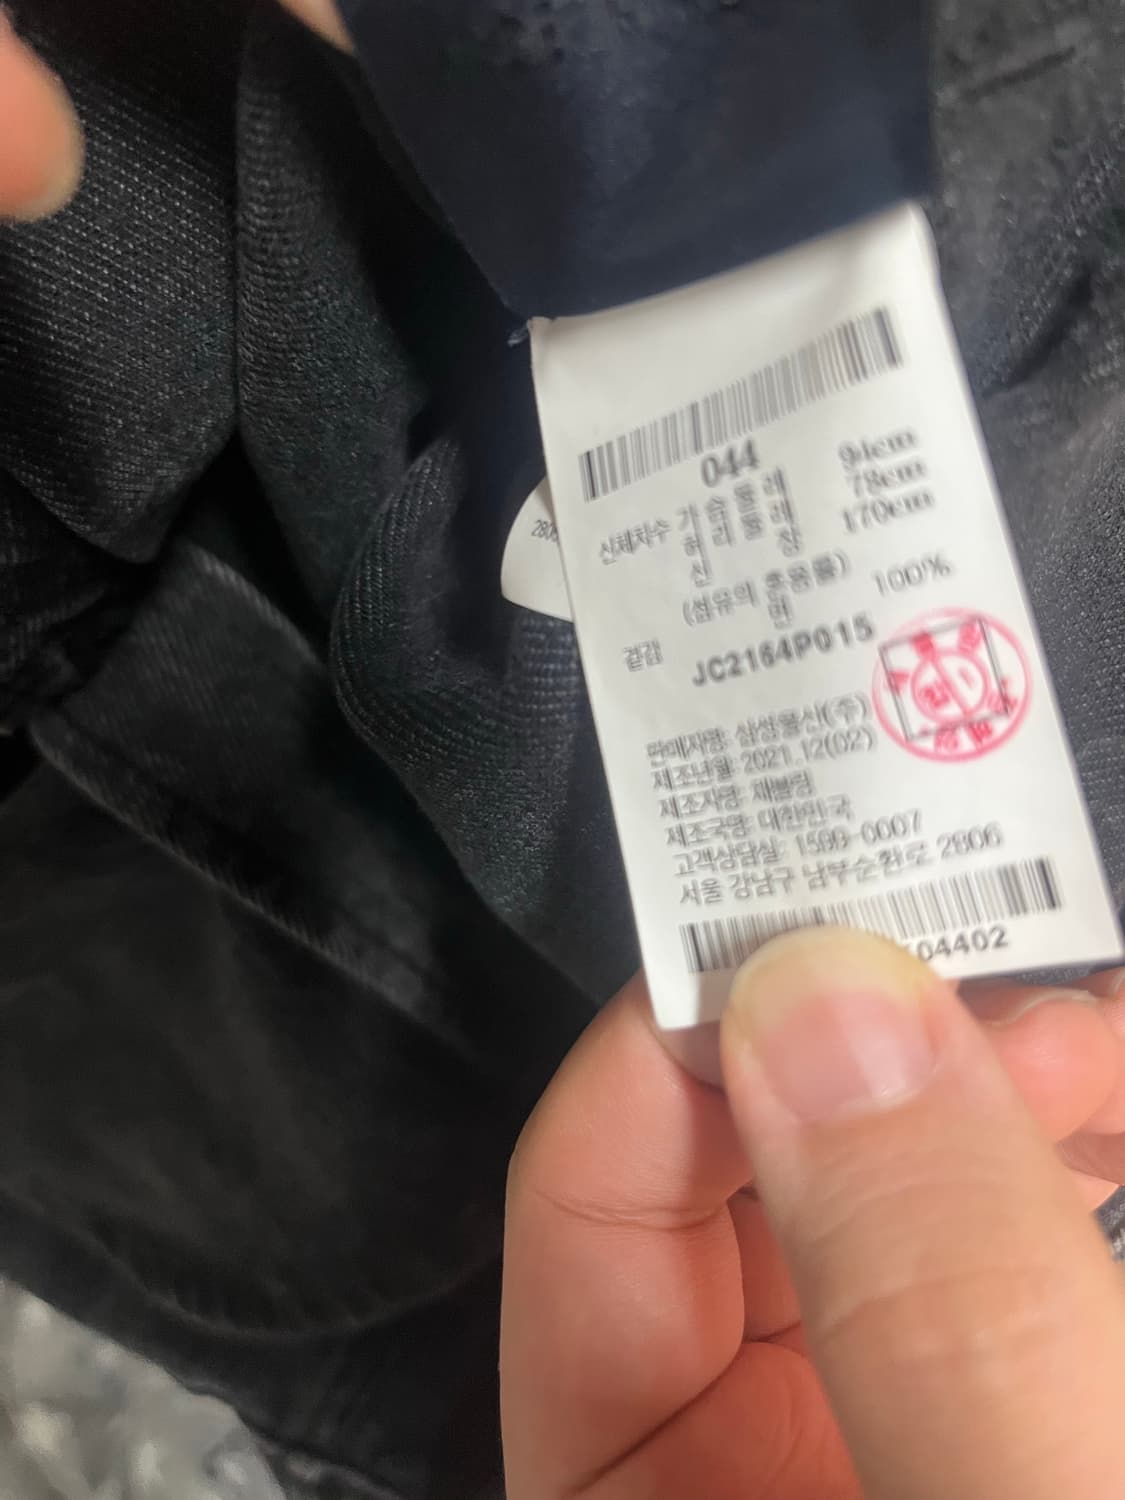 044
신체치수 가슴둘레 94cm
허리둘레 78cm
신장 170cm
(섬유의 혼용률)
겉감 면 100%
JC2164P015
판매자명: 삼성물산(주)
제조년월: 2021.12(02)
제조자명: 재블링
제조국명: 대한민국
고객상담실: 1599-0007
서울 강남구 남부순환로 2806
04402